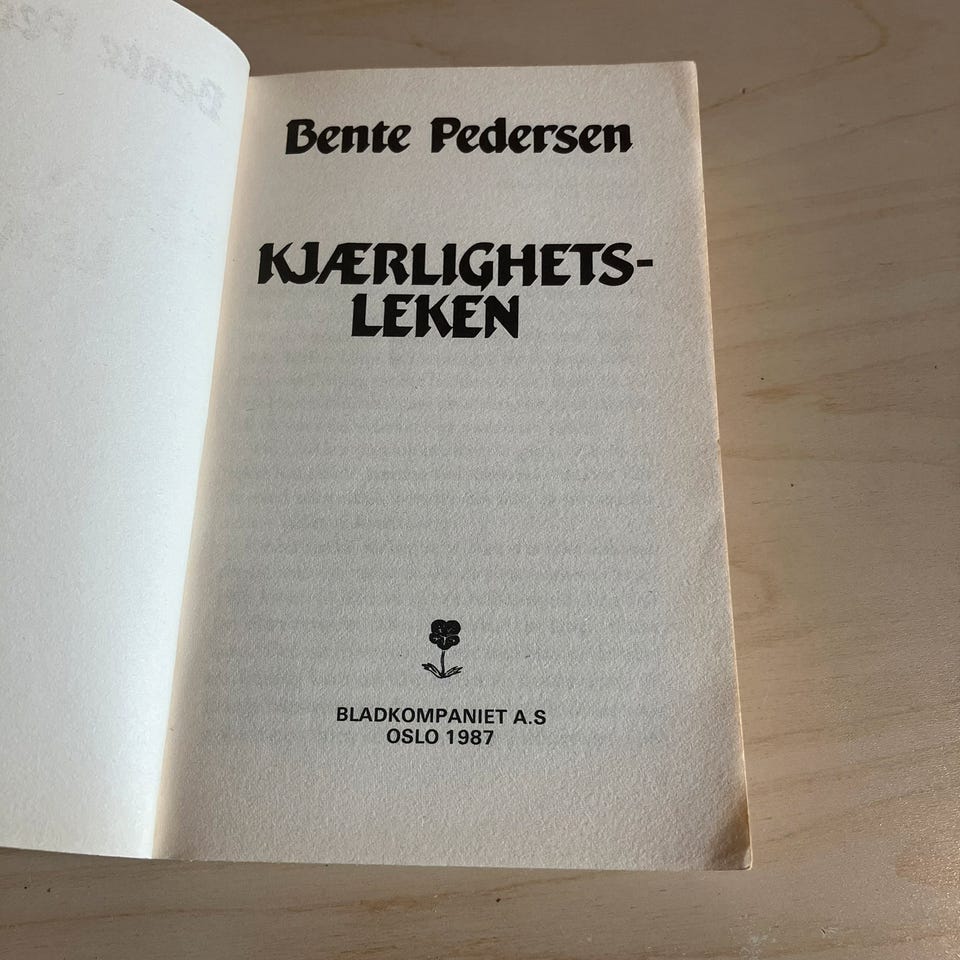 Bente Pedersen
KJÆRLIGHETS-
LEKEN
BLADKOMPANIET A.S
OSLO 1987